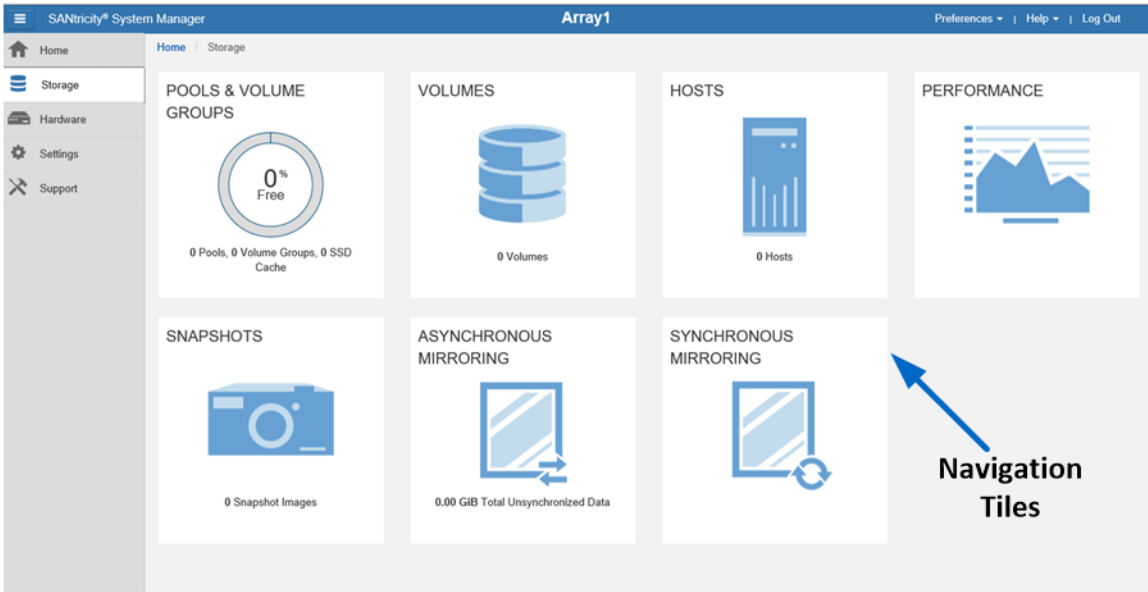 SANtricity® System Manager
Array1
Preferences | Help | Log Out
Home
Storage
Hardware
Settings
Support
Home / Storage
POOLS & VOLUME
GROUPS
0%
Free
0 Pools, 0 Volume Groups, 0 SSD
Cache
VOLUMES
0 Volumes
HOSTS
0 Hosts
PERFORMANCE
SNAPSHOTS
0 Snapshot Images
ASYNCHRONOUS
MIRRORING
0.00 GiB Total Unsynchronized Data
SYNCHRONOUS
MIRRORING
Navigation
Tiles